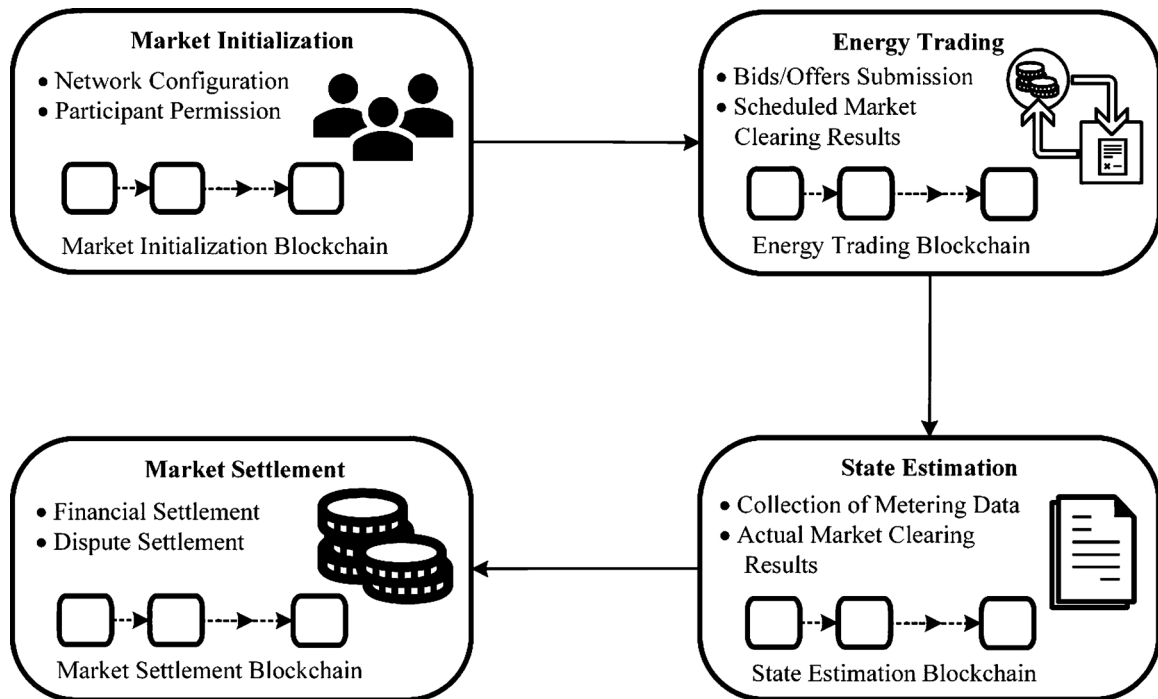 Market Initialization
• Network Configuration
• Participant Permission
Market Initialization Blockchain
Energy Trading
• Bids/Offers Submission
• Scheduled Market
Clearing Results
Energy Trading Blockchain
Market Settlement
• Financial Settlement
• Dispute Settlement
Market Settlement Blockchain
State Estimation
• Collection of Metering Data
• Actual Market Clearing
Results
State Estimation Blockchain